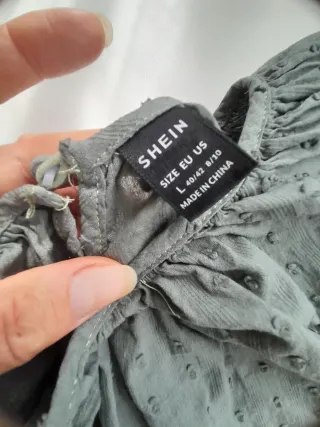 SHEIN
SIZE EU US
L 40/42 8/10
MADE IN CHINA